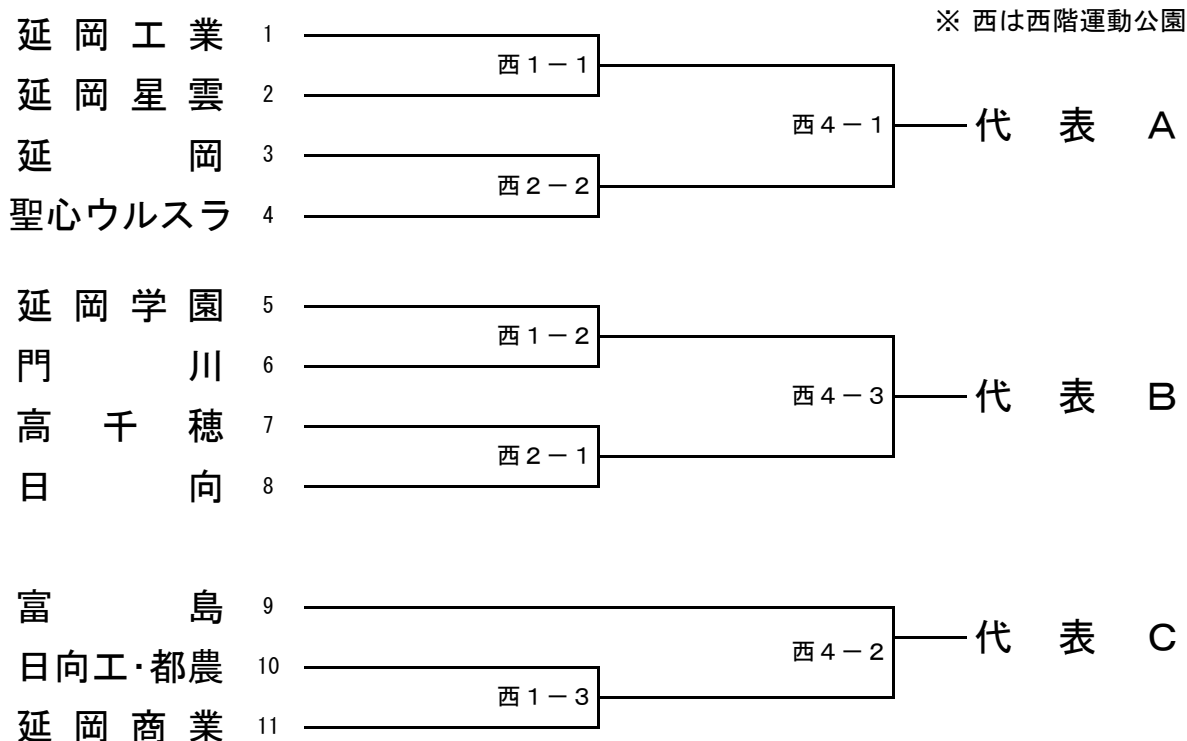 ※ 西は西階運動公園
延岡工業 1
西1－1
延岡星雲 2
西4－1 代表A
延岡 3
西2－2
聖心ウルスラ 4
延岡学園 5
西1－2
門川 6
西4－3 代表B
高千穂 7
西2－1
日向 8
富島 9
西4－2 代表C
日向工・都農 10
西1－3
延岡商業 11